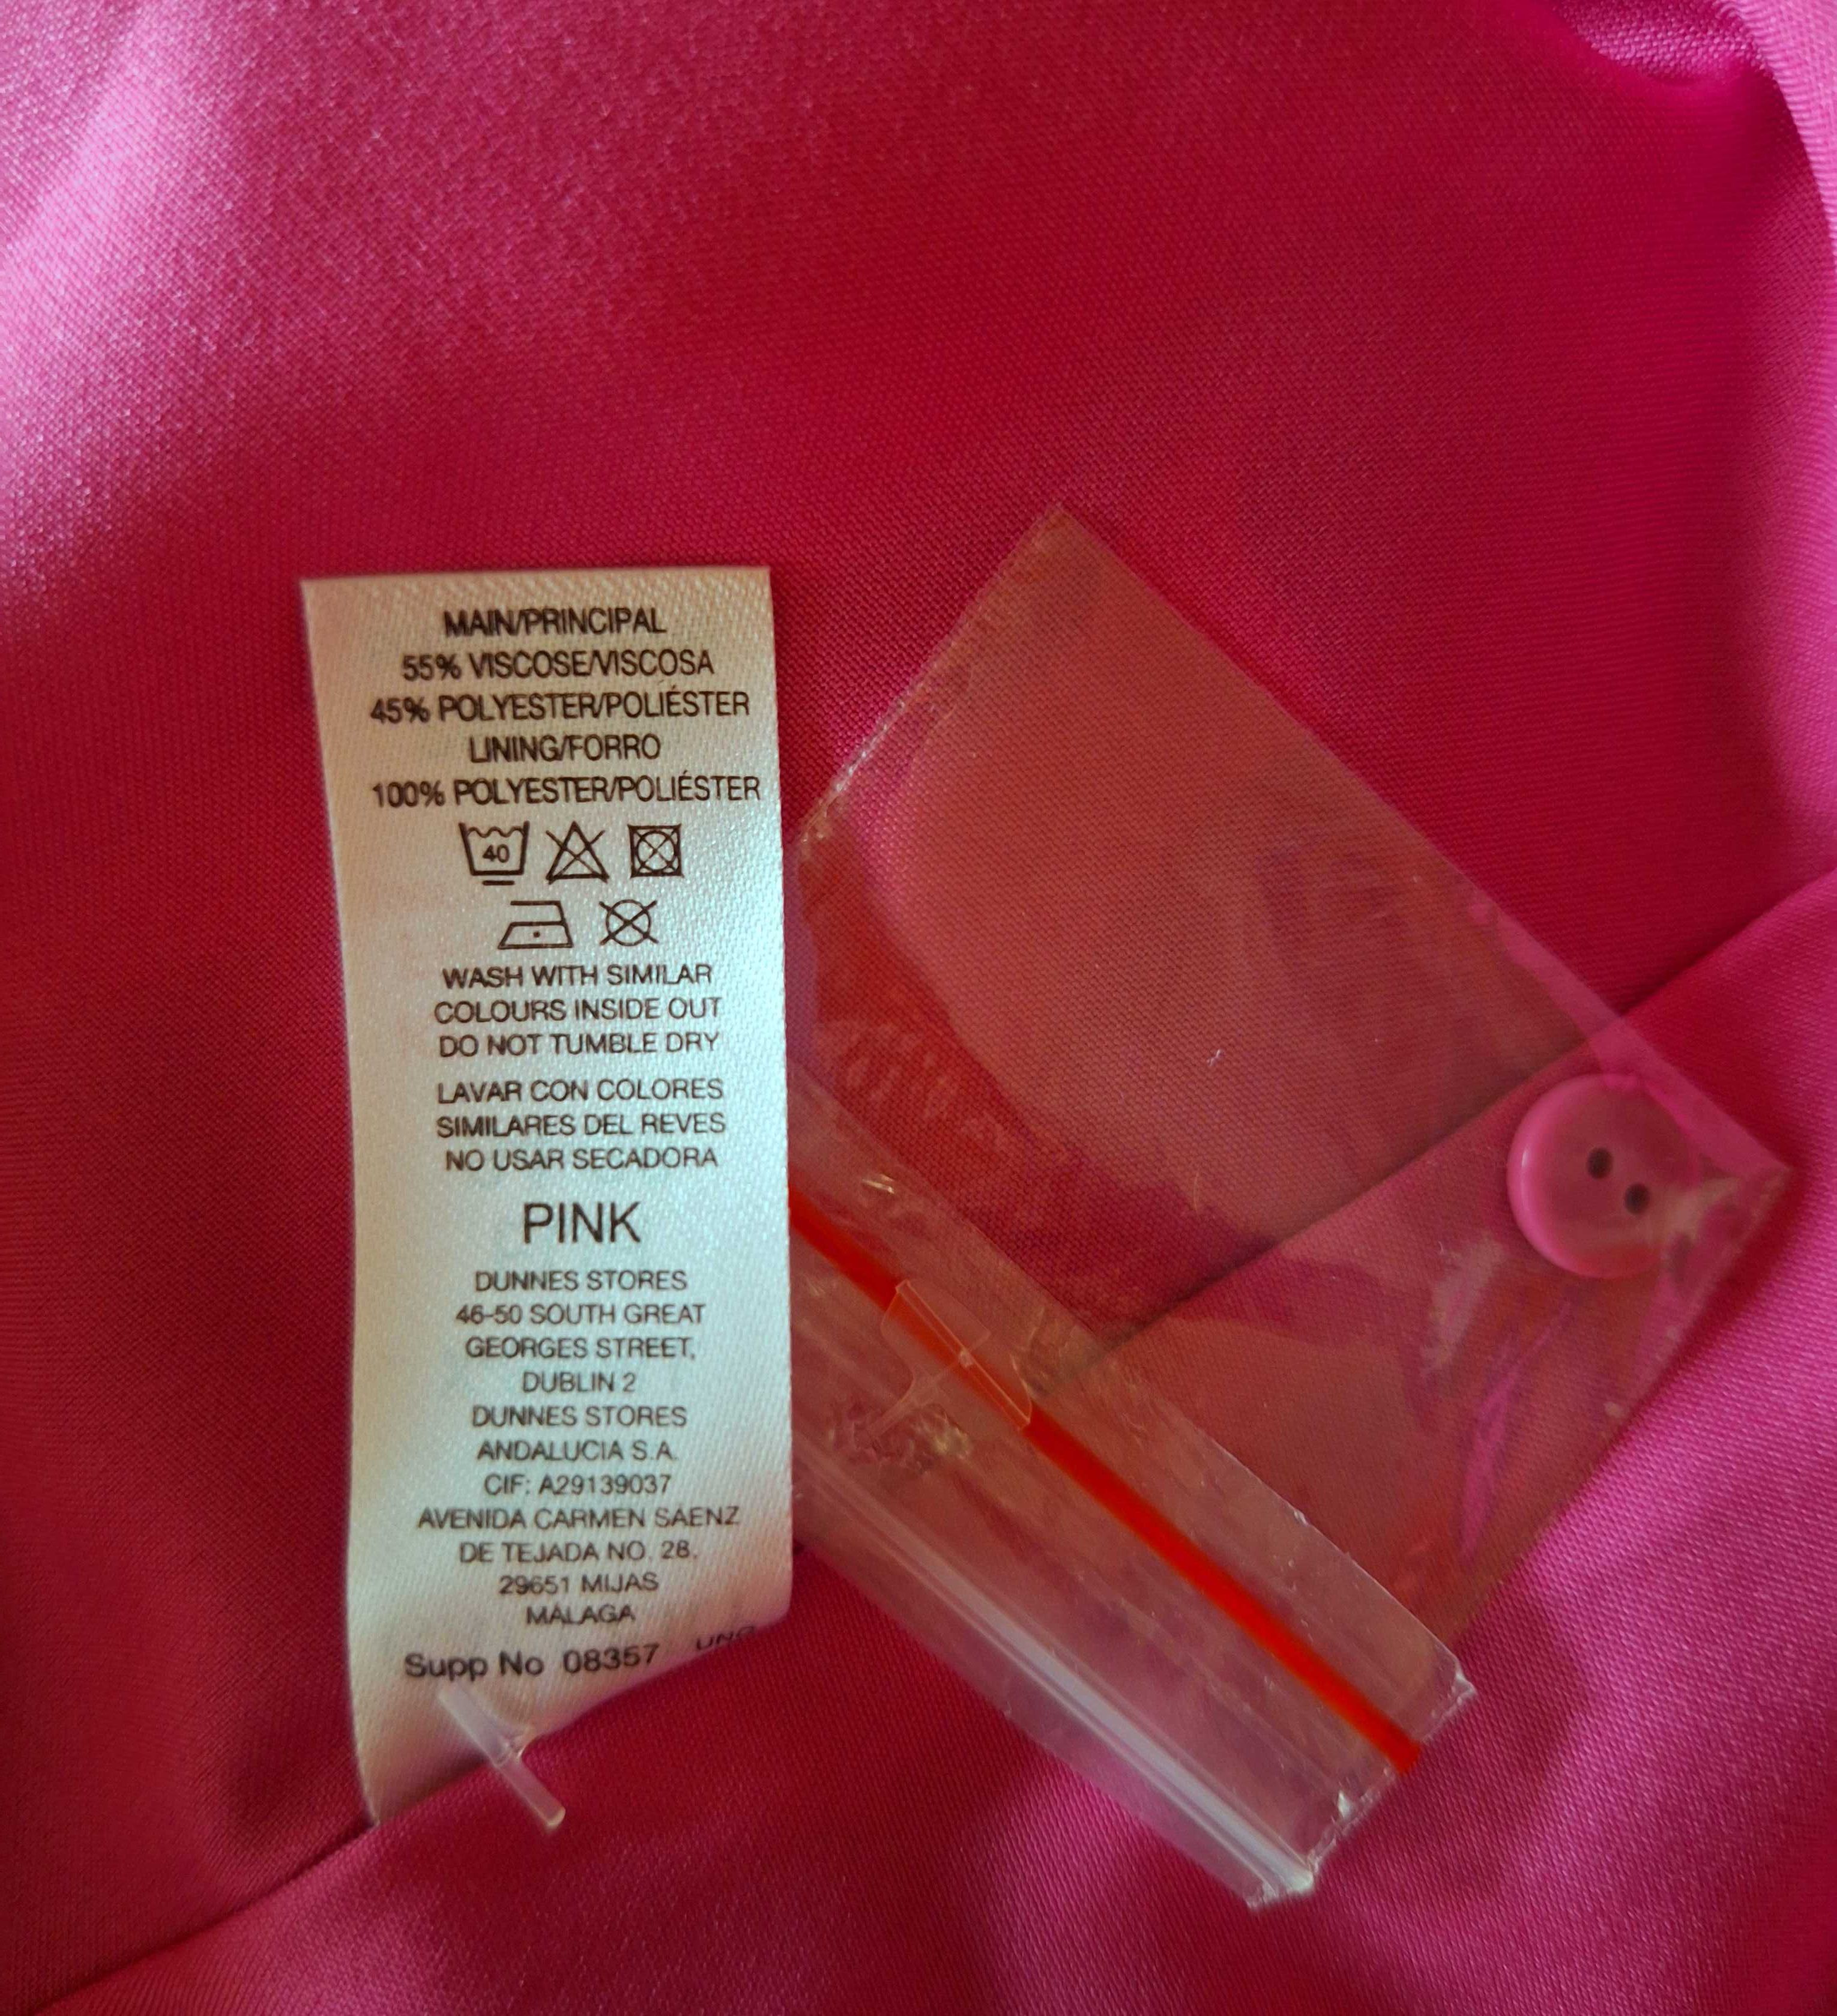 MAIN/PRINCIPAL
55% VISCOSE/VISCOSA
45% POLYESTER/POLIÉSTER
LINING/FORRO
100% POLYESTER/POLIÉSTER
40
WASH WITH SIMILAR
COLOURS INSIDE OUT
DO NOT TUMBLE DRY
LAVAR CON COLORES
SIMILARES DEL REVES
NO USAR SECADORA
PINK
DUNNES STORES
46-50 SOUTH GREAT
GEORGES STREET,
DUBLIN 2
DUNNES STORES
ANDALUCIA S.A.
CIF: A29139037
AVENIDA CARMEN SAENZ
DE TEJADA NO. 28,
29651 MIJAS
MALAGA
Supp No 08357